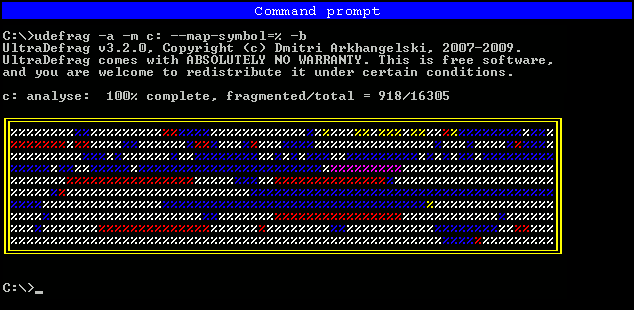 Command prompt
C:\>udefrag -a -m c: --map-symbol=% -b
UltraDefrag v3.2.0, Copyright (c) Dmitri Arkhangelski, 2007-2009.
UltraDefrag comes with ABSOLUTELY NO WARRANTY. This is free software,
and you are welcome to redistribute it under certain conditions.
c: analyse:  100% complete, fragmented/total = 918/16305
C:\>_